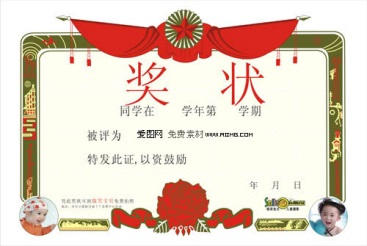 奖 状
同学在 学年第 学期
被评为
爱图网 免费素材 www.aiimg.com
特发此证,以资鼓励
年 月 日